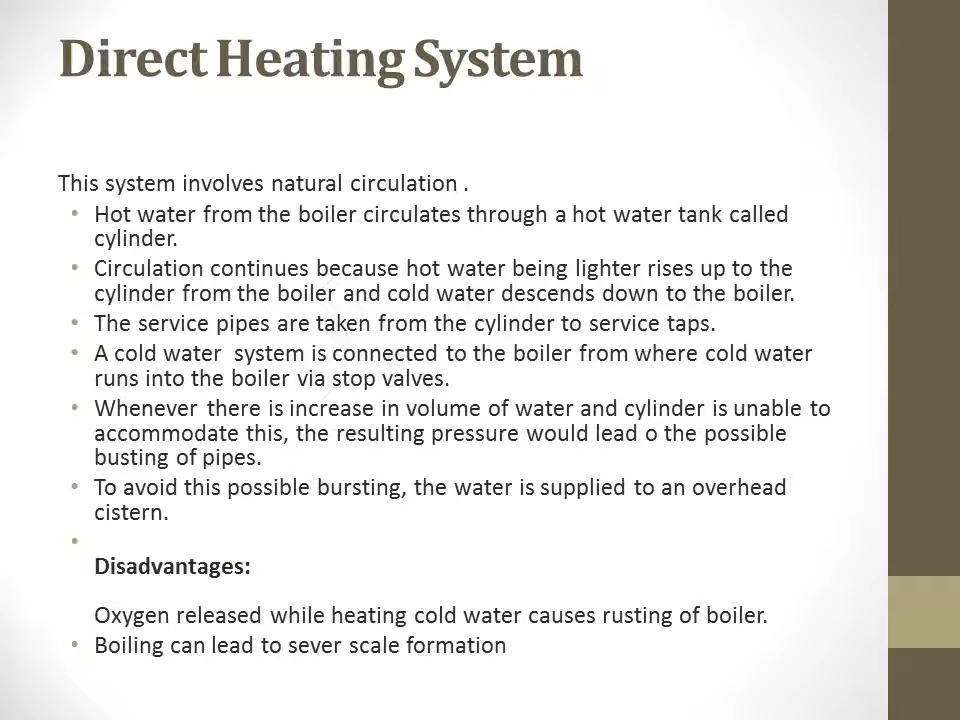 Direct Heating System
This system involves natural circulation .
• Hot water from the boiler circulates through a hot water tank called
cylinder.
• Circulation continues because hot water being lighter rises up to the
cylinder from the boiler and cold water descends down to the boiler.
• The service pipes are taken from the cylinder to service taps.
• A cold water  system is connected to the boiler from where cold water
runs into the boiler via stop valves.
• Whenever there is increase in volume of water and cylinder is unable to
accommodate this, the resulting pressure would lead o the possible
busting of pipes.
• To avoid this possible bursting, the water is supplied to an overhead
cistern.
•
Disadvantages:
Oxygen released while heating cold water causes rusting of boiler.
• Boiling can lead to sever scale formation